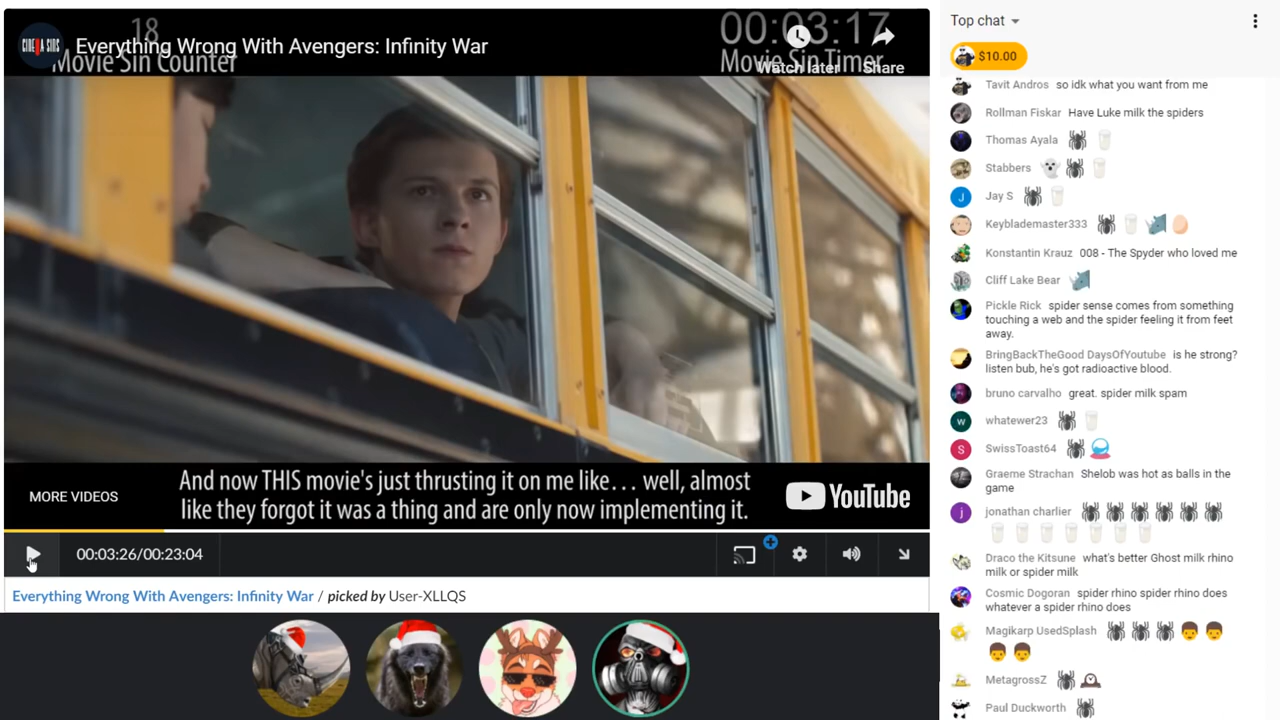 18
00:03:17
CINEMA SINS
Everything Wrong With Avengers: Infinity War
Movie Sin Counter
Movie Sin Timer
Watch later
Share
MORE VIDEOS
And now THIS movie's just thrusting it on me like… well, almost
like they forgot it was a thing and are only now implementing it.
YouTube
00:03:26/00:23:04
Everything Wrong With Avengers: Infinity War / picked by User-XLLQS
Top chat
$10.00
Tavit Andros so idk what you want from me
Rollman Fiskar Have Luke milk the spiders
Thomas Ayala
Stabbers
J Jay S
Keyblademaster333
Konstantin Krauz 008 - The Spyder who loved me
Cliff Lake Bear
Pickle Rick spider sense comes from something
touching a web and the spider feeling it from feet
away.
BringBackTheGood DaysOfYoutube is he strong?
listen bub, he's got radioactive blood.
bruno carvalho great. spider milk spam
w whatewer23
S SwissToast64
Graeme Strachan Shelob was hot as balls in the
game
j jonathan charlier
Draco the Kitsune what's better Ghost milk rhino
milk or spider milk
Cosmic Dogoran spider rhino spider rhino does
whatever a spider rhino does
Magikarp UsedSplash
MetagrossZ
Paul Duckworth